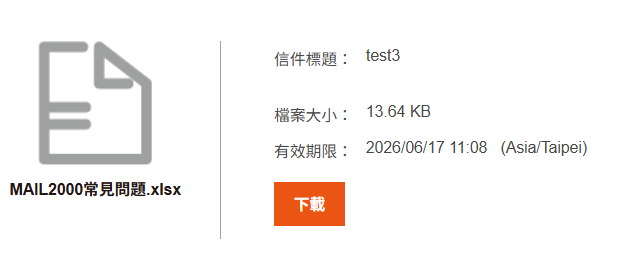 MAIL2000常見問題.xlsx
信件標題： test3
檔案大小： 13.64 KB
有效期限： 2026/06/17 11:08 (Asia/Taipei)
下載